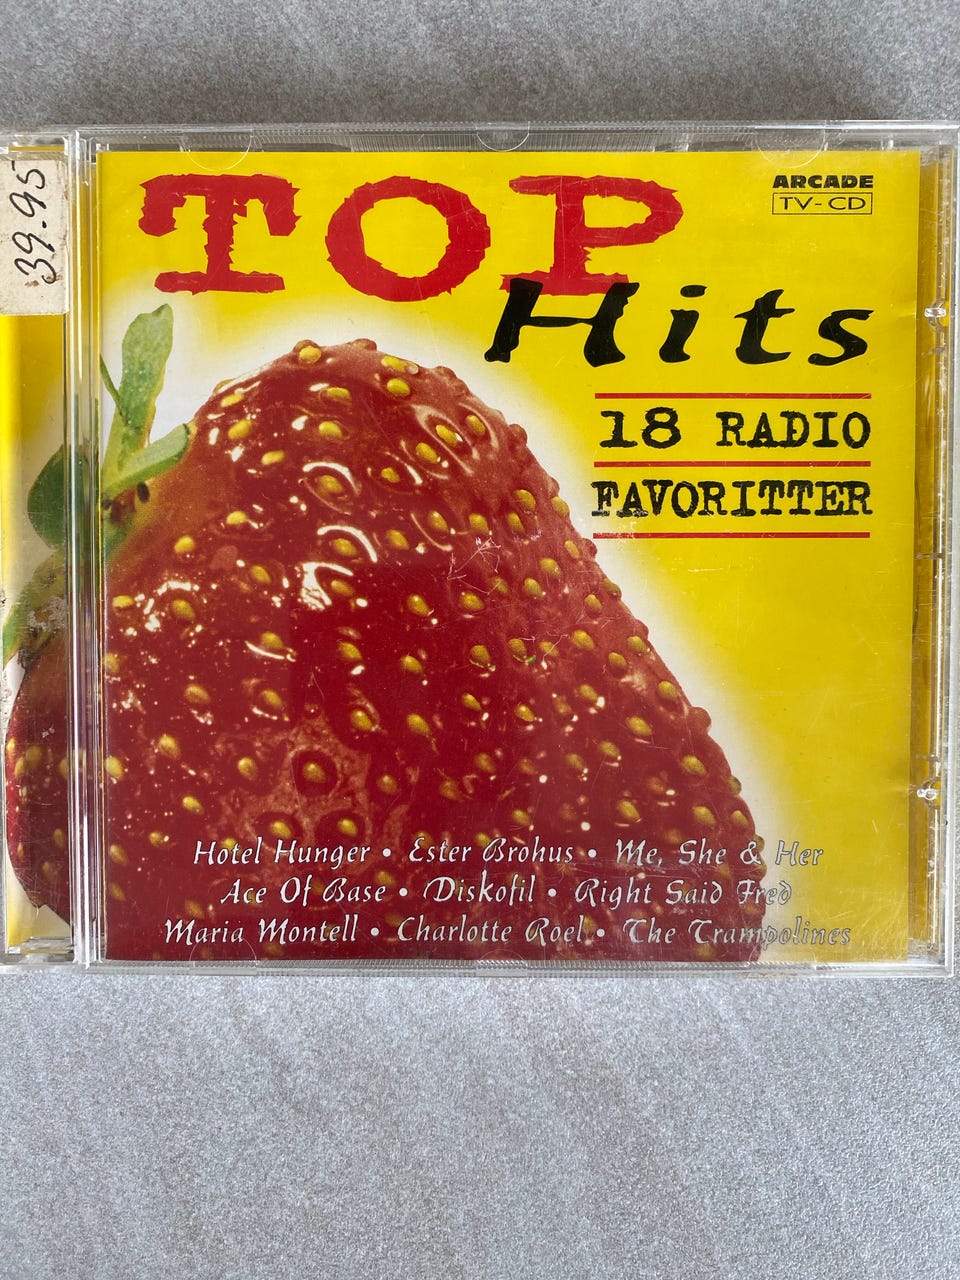 39.95
TOP
Hits
ARCADE
TV-CD
18 RADIO
FAVORITTER
Hotel Hunger • Ester Brohus • Me, She & Her
Ace Of Base • Diskofil • Right Said Fred
Maria Montell • Charlotte Roel • The Trampolines